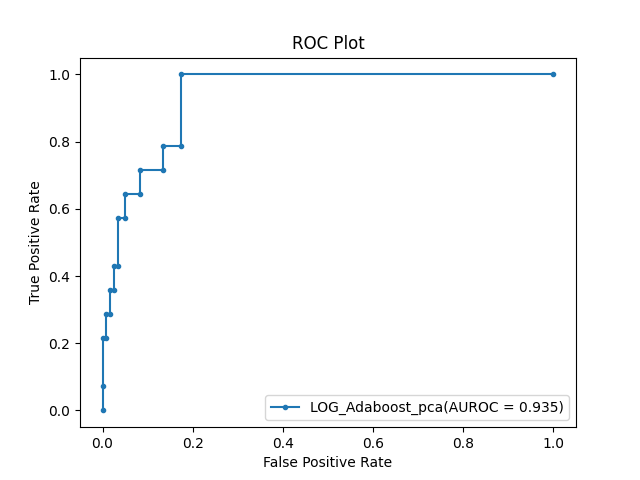 ROC Plot
1.0
0.8
0.6
0.4
0.2
0.0
True Positive Rate
LOG_Adaboost_pca(AUROC = 0.935)
0.0 0.2 0.4 0.6 0.8 1.0
False Positive Rate